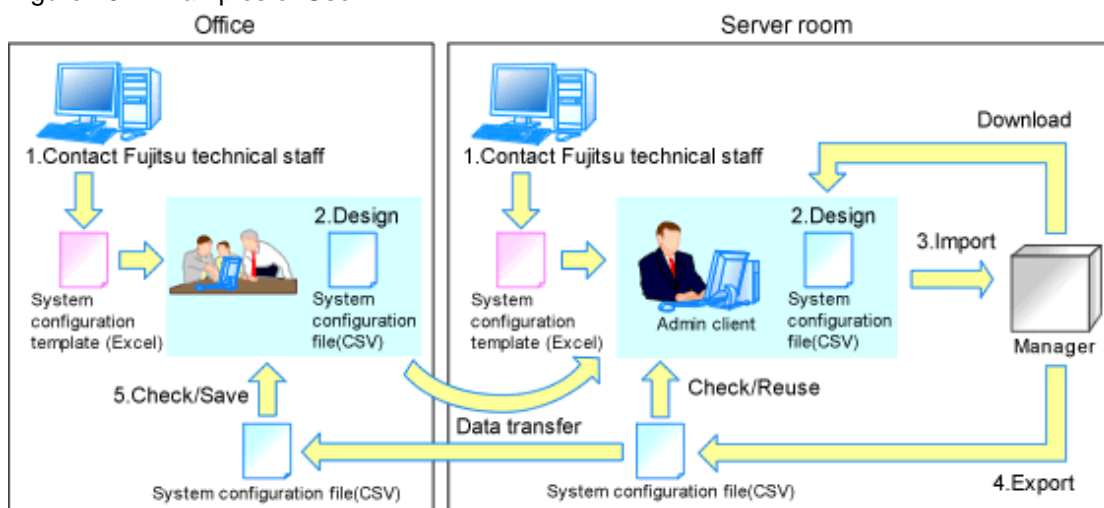 Office
Server room
Download
1.Contact Fujitsu technical staff
1.Contact Fujitsu technical staff
2.Design
2.Design
3.Import
System
configuration
template (Excel)
System
configuration
file(CSV)
System
configuration
template (Excel)
Admin client
System
configuration
file(CSV)
Manager
5.Check/Save
Check/Reuse
Data transfer
System configuration file(CSV)
System configuration file(CSV)
4.Export